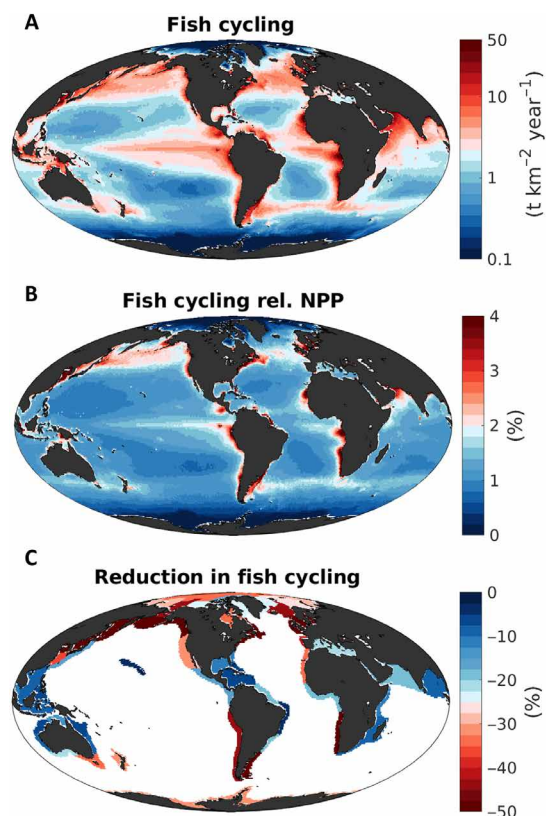 A
Fish cycling
50
10
1
0.1
(t km⁻² year⁻¹)
B
Fish cycling rel. NPP
4
3
2
1
0
(%)
C
Reduction in fish cycling
0
−10
−20
−30
−40
−50
(%)